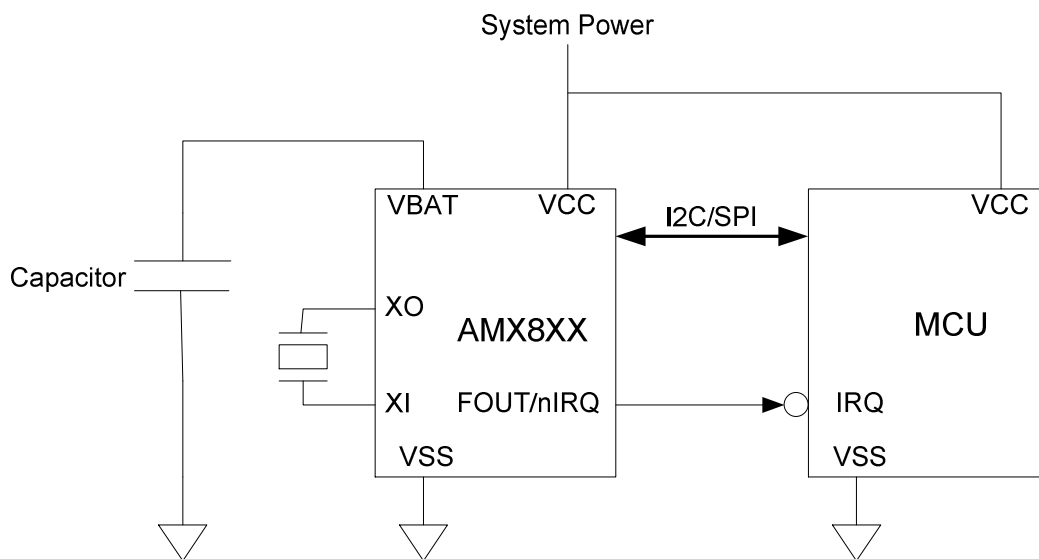 System Power
VBAT
VCC
I2C/SPI
VCC
Capacitor
XO
AMX8XX
MCU
XI
FOUT/nIRQ
IRQ
VSS
VSS